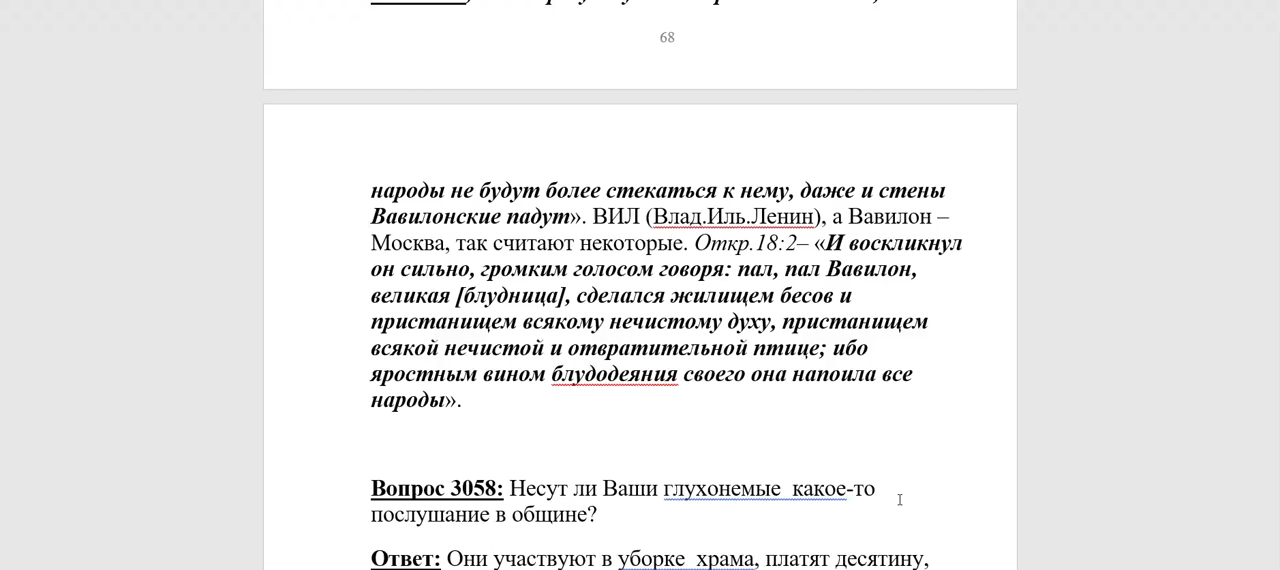 68
народы не будут более стекаться к нему, даже и стены
Вавилонские падут». ВИЛ (Влад.Иль.Ленин), а Вавилон –
Москва, так считают некоторые. Откр.18:2– «И воскликнул
он сильно, громким голосом говоря: пал, пал Вавилон,
великая [блудница], сделался жилищем бесов и
пристанищем всякому нечистому духу, пристанищем
всякой нечистой и отвратительной птице; ибо
яростным вином блудодеяния своего она напоила все
народы».
Вопрос 3058: Несут ли Ваши глухонемые  какое-то
послушание в общине?
Ответ: Они участвуют в уборке  храма, платят десятину,